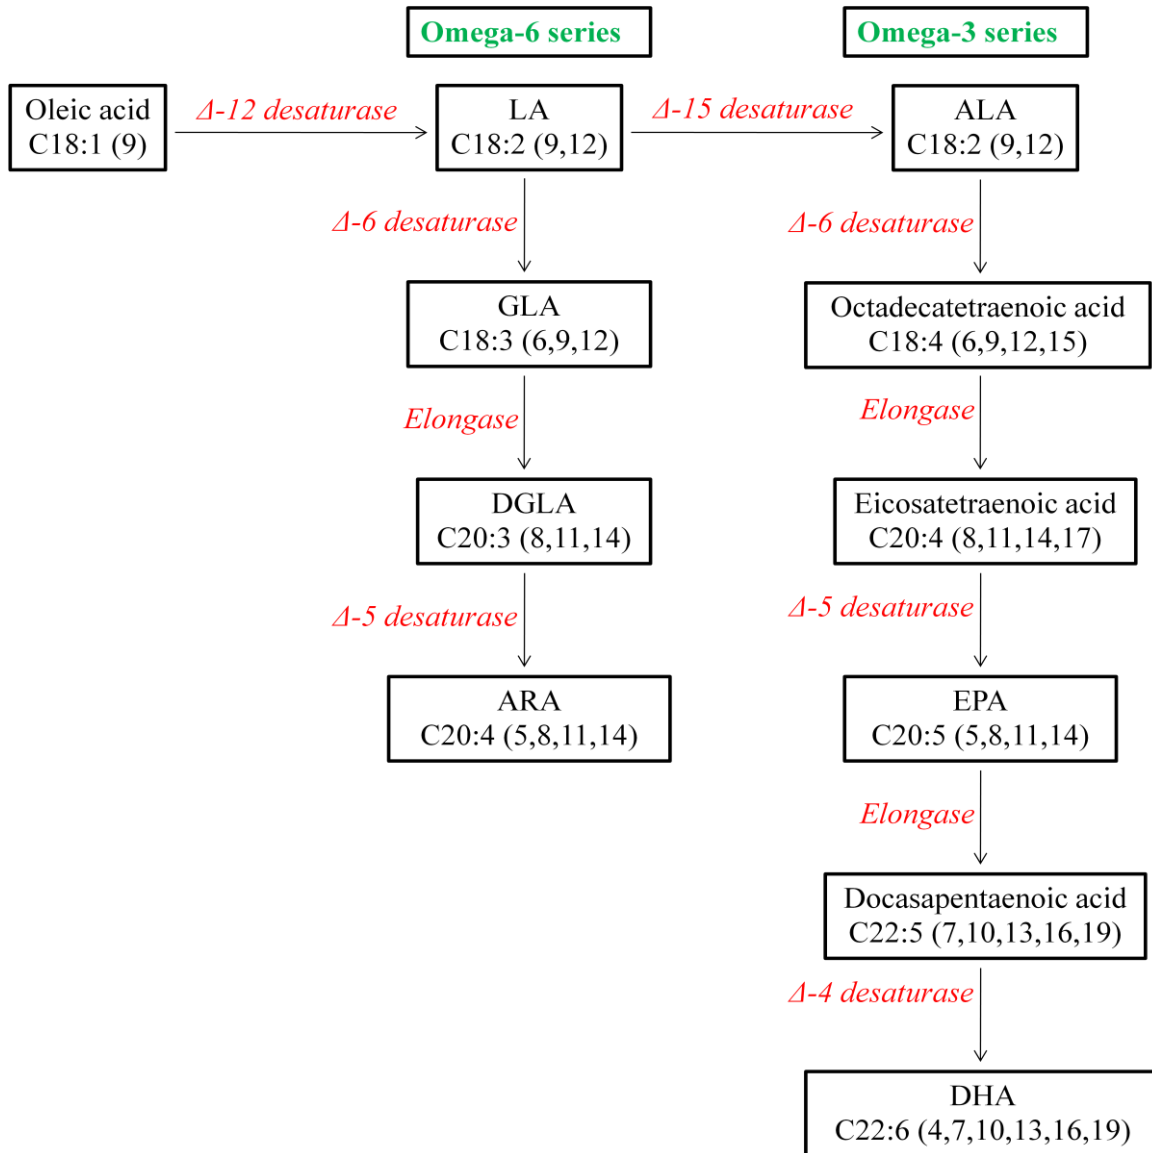 Omega-6 series
Omega-3 series
Oleic acid
C18:1 (9)
Δ-12 desaturase
LA
C18:2 (9,12)
Δ-15 desaturase
ALA
C18:2 (9,12)
Δ-6 desaturase
Δ-6 desaturase
GLA
C18:3 (6,9,12)
Octadecatetraenoic acid
C18:4 (6,9,12,15)
Elongase
Elongase
DGLA
C20:3 (8,11,14)
Eicosatetraenoic acid
C20:4 (8,11,14,17)
Δ-5 desaturase
Δ-5 desaturase
ARA
C20:4 (5,8,11,14)
EPA
C20:5 (5,8,11,14)
Elongase
Docasapentaenoic acid
C22:5 (7,10,13,16,19)
Δ-4 desaturase
DHA
C22:6 (4,7,10,13,16,19)